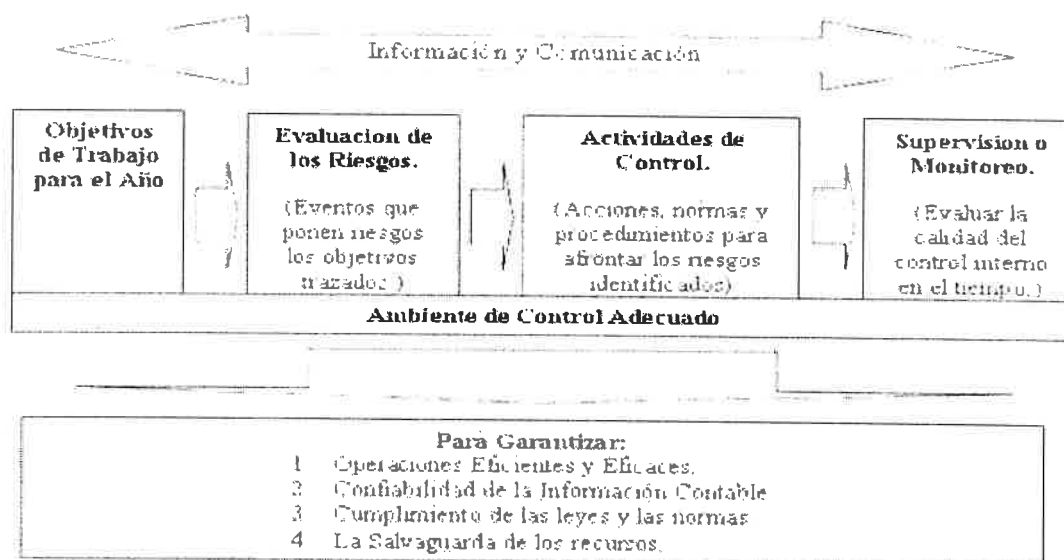 Información y Comunicación
Objetivos
de Trabajo
para el Año
Evaluacion de
los Riesgos.
(Eventos que
ponen riesgos
los objetivos
trazados.)
Actividades de
Control.
(Acciones, normas y
procedimientos para
afrontar los riesgos
identificados)
Supervision o
Monitoreo.
(Evaluar la
calidad del
control interno
en el tiempo.)
Ambiente de Control Adecuado
Para Garantizar:
1 Operaciones Eficientes y Eficaces.
2 Confiabilidad de la Información Contable
3 Cumplimiento de las leyes y las normas
4 La Salvaguarda de los recursos.